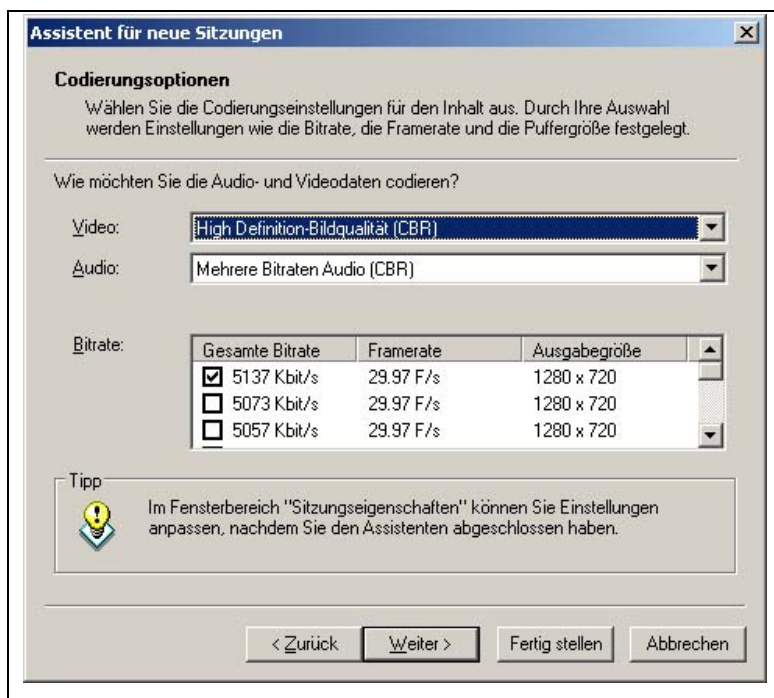 Assistent für neue Sitzungen
Codierungsoptionen
Wählen Sie die Codierungseinstellungen für den Inhalt aus. Durch Ihre Auswahl
werden Einstellungen wie die Bitrate, die Framerate und die Puffergröße festgelegt.
Wie möchten Sie die Audio- und Videodaten codieren?
Video: High Definition-Bildqualität (CBR)
Audio: Mehrere Bitraten Audio (CBR)
Bitrate:
Gesamte Bitrate Framerate Ausgabegröße
5137 Kbit/s 29.97 F/s 1280 x 720
5073 Kbit/s 29.97 F/s 1280 x 720
5057 Kbit/s 29.97 F/s 1280 x 720
Tipp
Im Fensterbereich "Sitzungseigenschaften" können Sie Einstellungen
anpassen, nachdem Sie den Assistenten abgeschlossen haben.
< Zurück Weiter > Fertig stellen Abbrechen